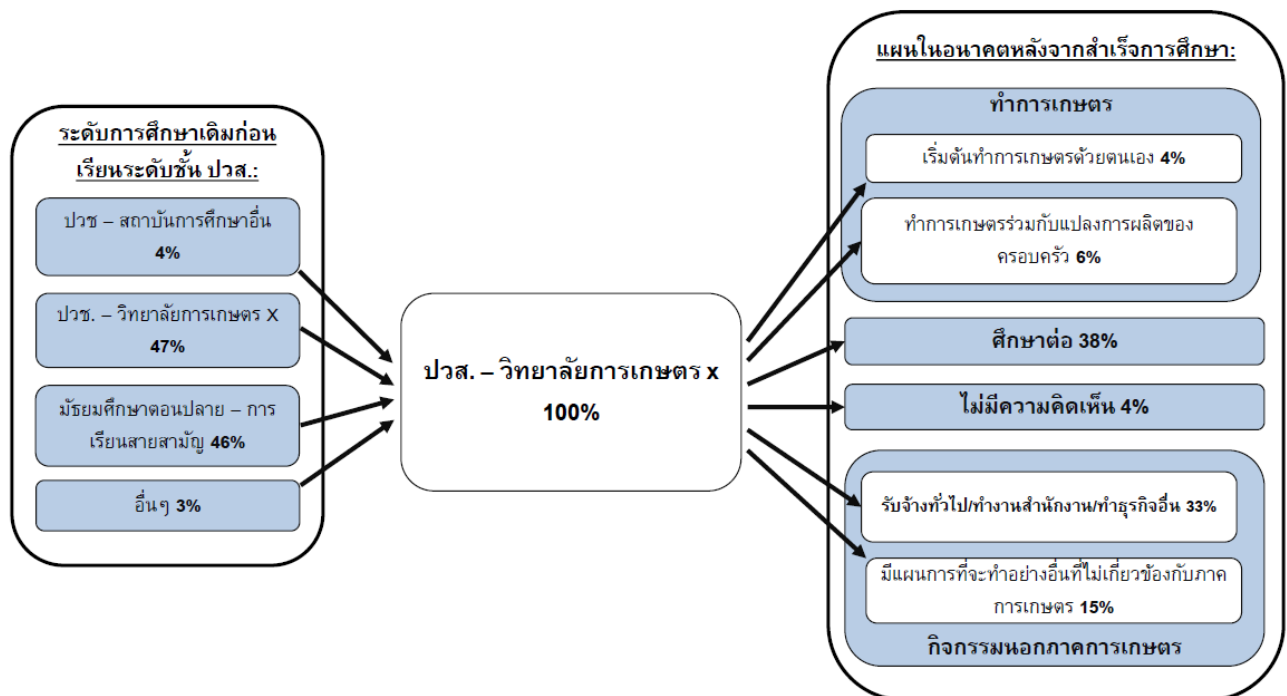 ระดับการศึกษาเดิมก่อน
เรียนระดับชั้น ปวส.:
ปวช – สถาบันการศึกษาอื่น
4%
ปวช. – วิทยาลัยการเกษตร X
47%
มัธยมศึกษาตอนปลาย – การ
เรียนสายสามัญ 46%
อื่นๆ 3%
ปวส. – วิทยาลัยการเกษตร x
100%
แผนในอนาคตหลังจากสำเร็จการศึกษา:
ทำการเกษตร
เริ่มต้นทำการเกษตรด้วยตนเอง 4%
ทำการเกษตรร่วมกับแปลงการผลิตของ
ครอบครัว 6%
ศึกษาต่อ 38%
ไม่มีความคิดเห็น 4%
รับจ้างทั่วไป/ทำงานสำนักงาน/ทำธุรกิจอื่น 33%
มีแผนการที่จะทำอย่างอื่นที่ไม่เกี่ยวข้องกับภาค
การเกษตร 15%
กิจกรรมนอกภาคการเกษตร